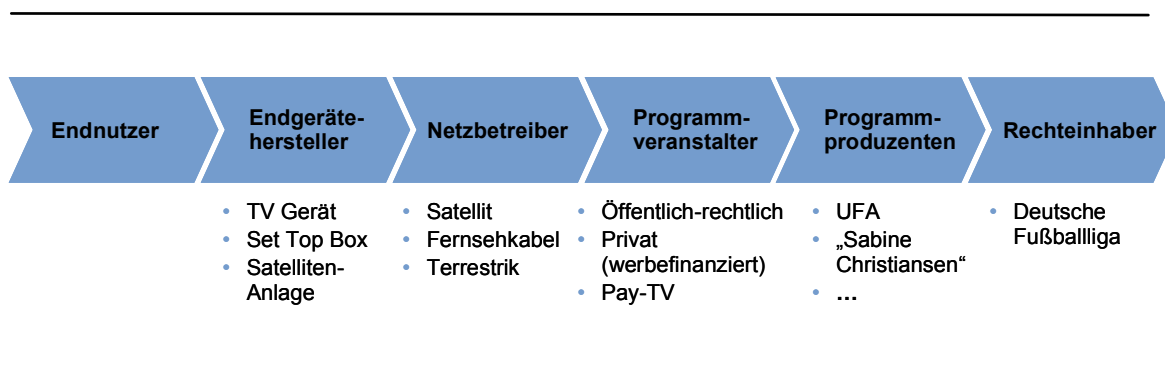 Endnutzer
Endgeräte-
hersteller
Netzbetreiber
Programm-
veranstalter
Programm-
produzenten
Rechteinhaber
• TV Gerät
• Set Top Box
• Satelliten-
Anlage
• Satellit
• Fernsehkabel
• Terrestrik
• Öffentlich-rechtlich
• Privat
(werbefinanziert)
• Pay-TV
• UFA
• „Sabine
Christiansen“
• …
• Deutsche
Fußballliga